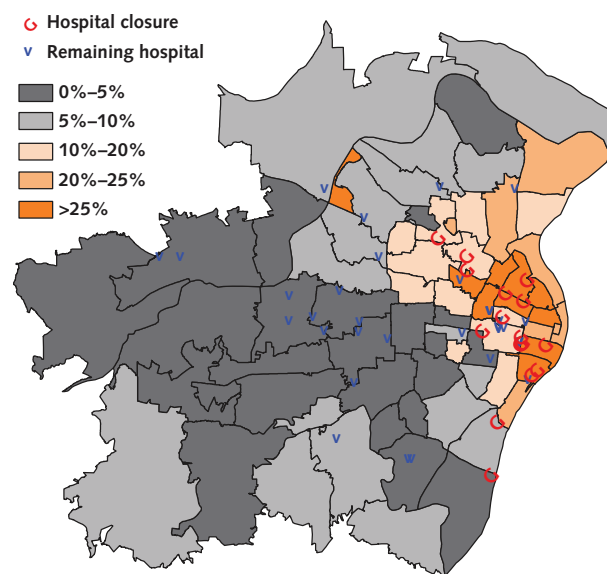 Hospital closure
v Remaining hospital
0%–5%
5%–10%
10%–20%
20%–25%
>25%